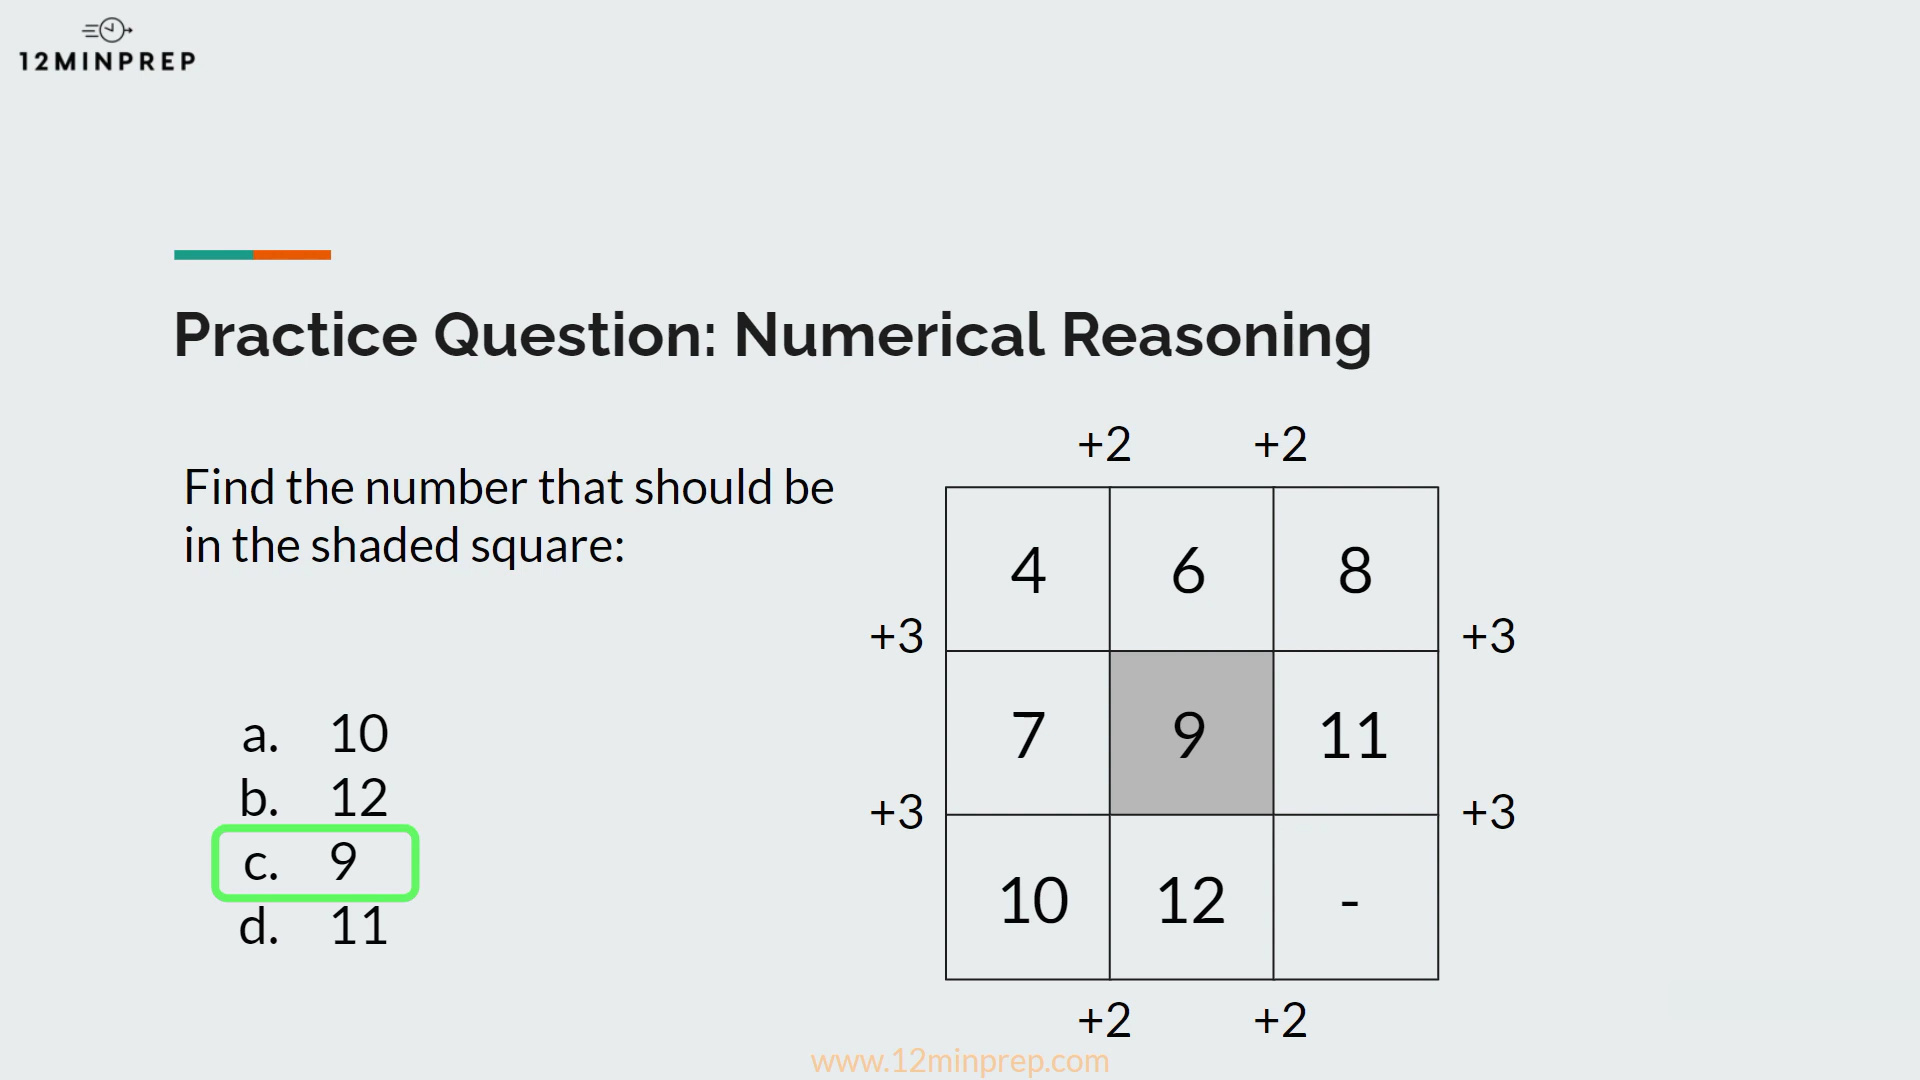 12MINPREP
Practice Question: Numerical Reasoning
Find the number that should be
in the shaded square:
a. 10
b. 12
c. 9
d. 11
+2 +2
4 6 8
+3 +3
7 9 11
+3 +3
10 12 -
+2 +2
www.12minprep.com